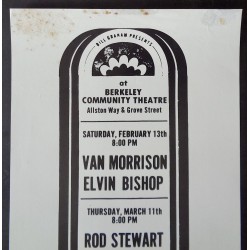 BILL GRAHAM PRESENTS
at
BERKELEY
COMMUNITY THEATRE
Allston Way & Grove Street
SATURDAY, FEBRUARY 13th
8:00 PM
VAN MORRISON
ELVIN BISHOP
THURSDAY, MARCH 11th
8:00 PM
ROD STEWART